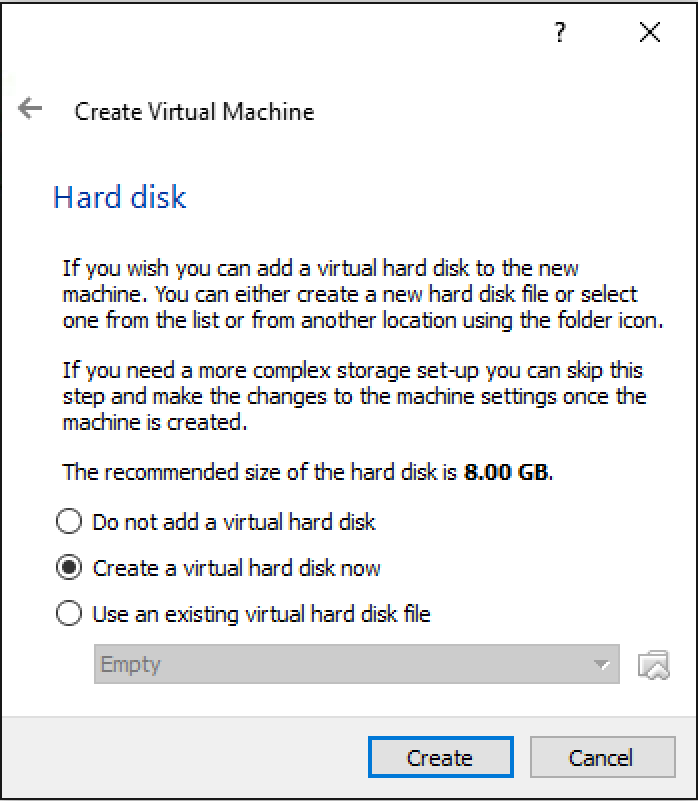 ?
Create Virtual Machine
Hard disk
If you wish you can add a virtual hard disk to the new
machine. You can either create a new hard disk file or select
one from the list or from another location using the folder icon.
If you need a more complex storage set-up you can skip this
step and make the changes to the machine settings once the
machine is created.
The recommended size of the hard disk is 8.00 GB.
Do not add a virtual hard disk
Create a virtual hard disk now
Use an existing virtual hard disk file
Empty
Create Cancel